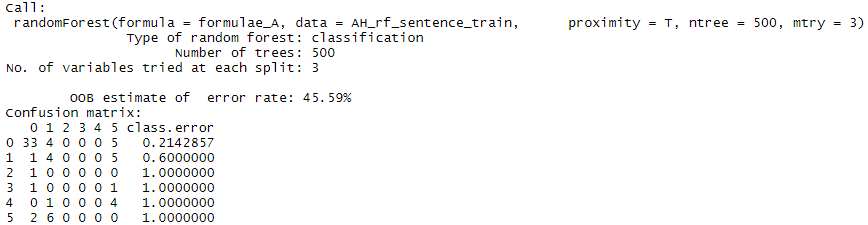 Call:
 randomForest(formula = formulae_A, data = AH_rf_sentence_train,      proximity = T, ntree = 500, mtry = 3)
               Type of random forest: classification
                     Number of trees: 500
No. of variables tried at each split: 3
        OOB estimate of  error rate: 45.59%
Confusion matrix:
   0 1 2 3 4 5 class.error
0 33 4 0 0 0 5   0.2142857
1  1 4 0 0 0 5   0.6000000
2  1 0 0 0 0 0   1.0000000
3  1 0 0 0 0 1   1.0000000
4  0 1 0 0 0 4   1.0000000
5  2 6 0 0 0 0   1.0000000